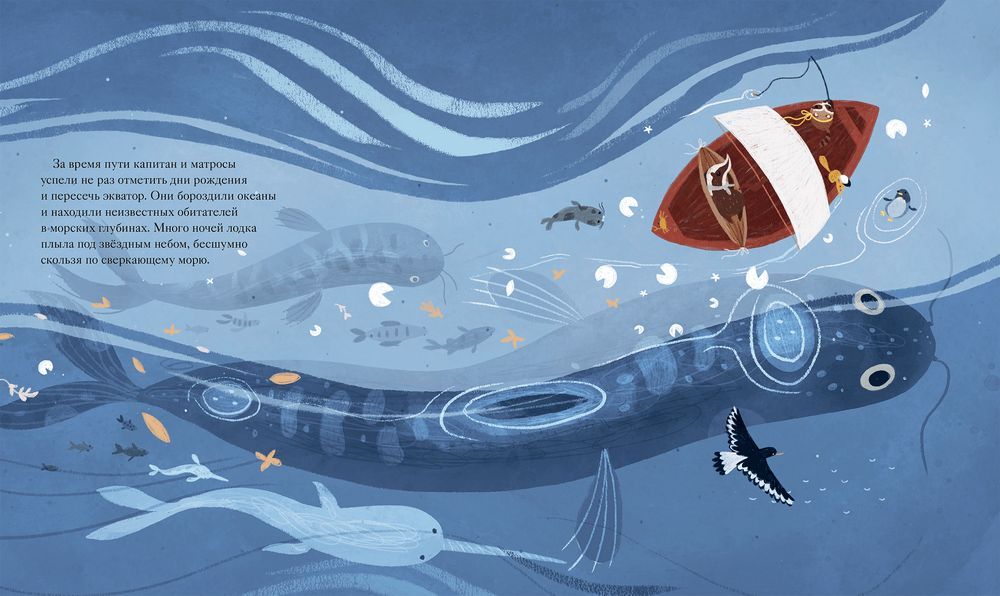 За время пути капитан и матросы
успели не раз отметить дни рождения
и пересечь экватор. Они бороздили океаны
и находили неизвестных обитателей
в морских глубинах. Много ночей лодка
плыла под звёздным небом, бесшумно
скользя по сверкающему морю.